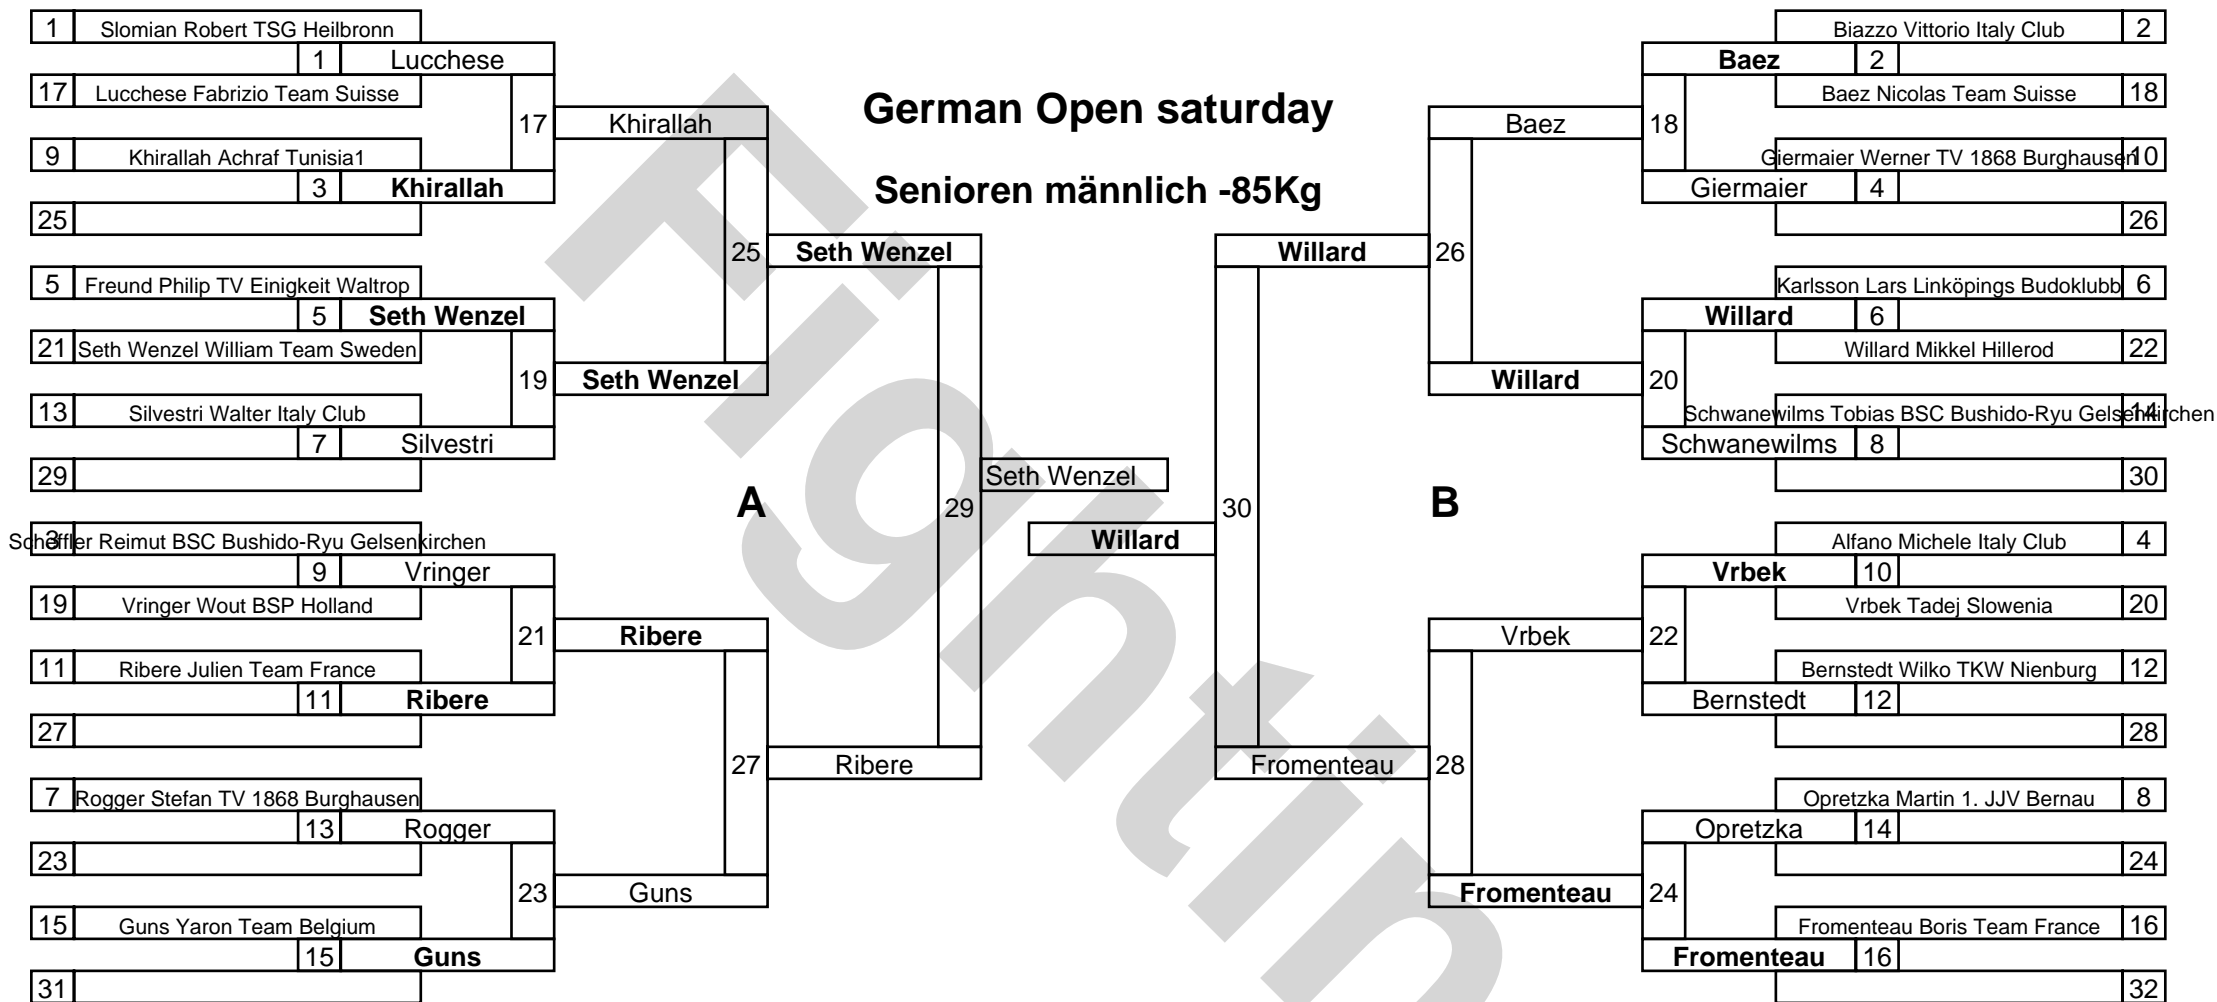 German Open saturday
Senioren männlich -85Kg
1 Slomian Robert TSG Heilbronn
1 Lucchese
17 Lucchese Fabrizio Team Suisse
17 Khirallah
9 Khirallah Achraf Tunisia1
3 Khirallah
25
25 Seth Wenzel
5 Freund Philip TV Einigkeit Waltrop
5 Seth Wenzel
21 Seth Wenzel William Team Sweden
19 Seth Wenzel
13 Silvestri Walter Italy Club
7 Silvestri
29
A
29 Seth Wenzel
3 Scheffler Reimut BSC Bushido-Ryu Gelsenkirchen
9 Vringer
19 Vringer Wout BSP Holland
21 Ribere
11 Ribere Julien Team France
11 Ribere
27
27 Ribere
7 Rogger Stefan TV 1868 Burghausen
13 Rogger
23
23 Guns
15 Guns Yaron Team Belgium
15 Guns
31
Biazzo Vittorio Italy Club 2
Baez 2
Baez Nicolas Team Suisse 18
Baez 18
Giermaier Werner TV 1868 Burghausen 10
Giermaier 4
26
Willard 26
Karlsson Lars Linköpings Budoklubb 6
Willard 6
Willard Mikkel Hillerod 22
Willard 20
Schwanewilms Tobias BSC Bushido-Ryu Gelsenkirchen 14
Schwanewilms 8
30
B
Willard 30
Alfano Michele Italy Club 4
Vrbek 10
Vrbek Tadej Slowenia 20
Vrbek 22
Bernstedt Wilko TKW Nienburg 12
Bernstedt 12
28
Fromenteau 28
Opretzka Martin 1. JJV Bernau 8
Opretzka 14
24
Fromenteau 24
Fromenteau Boris Team France 16
Fromenteau 16
32
Fightin